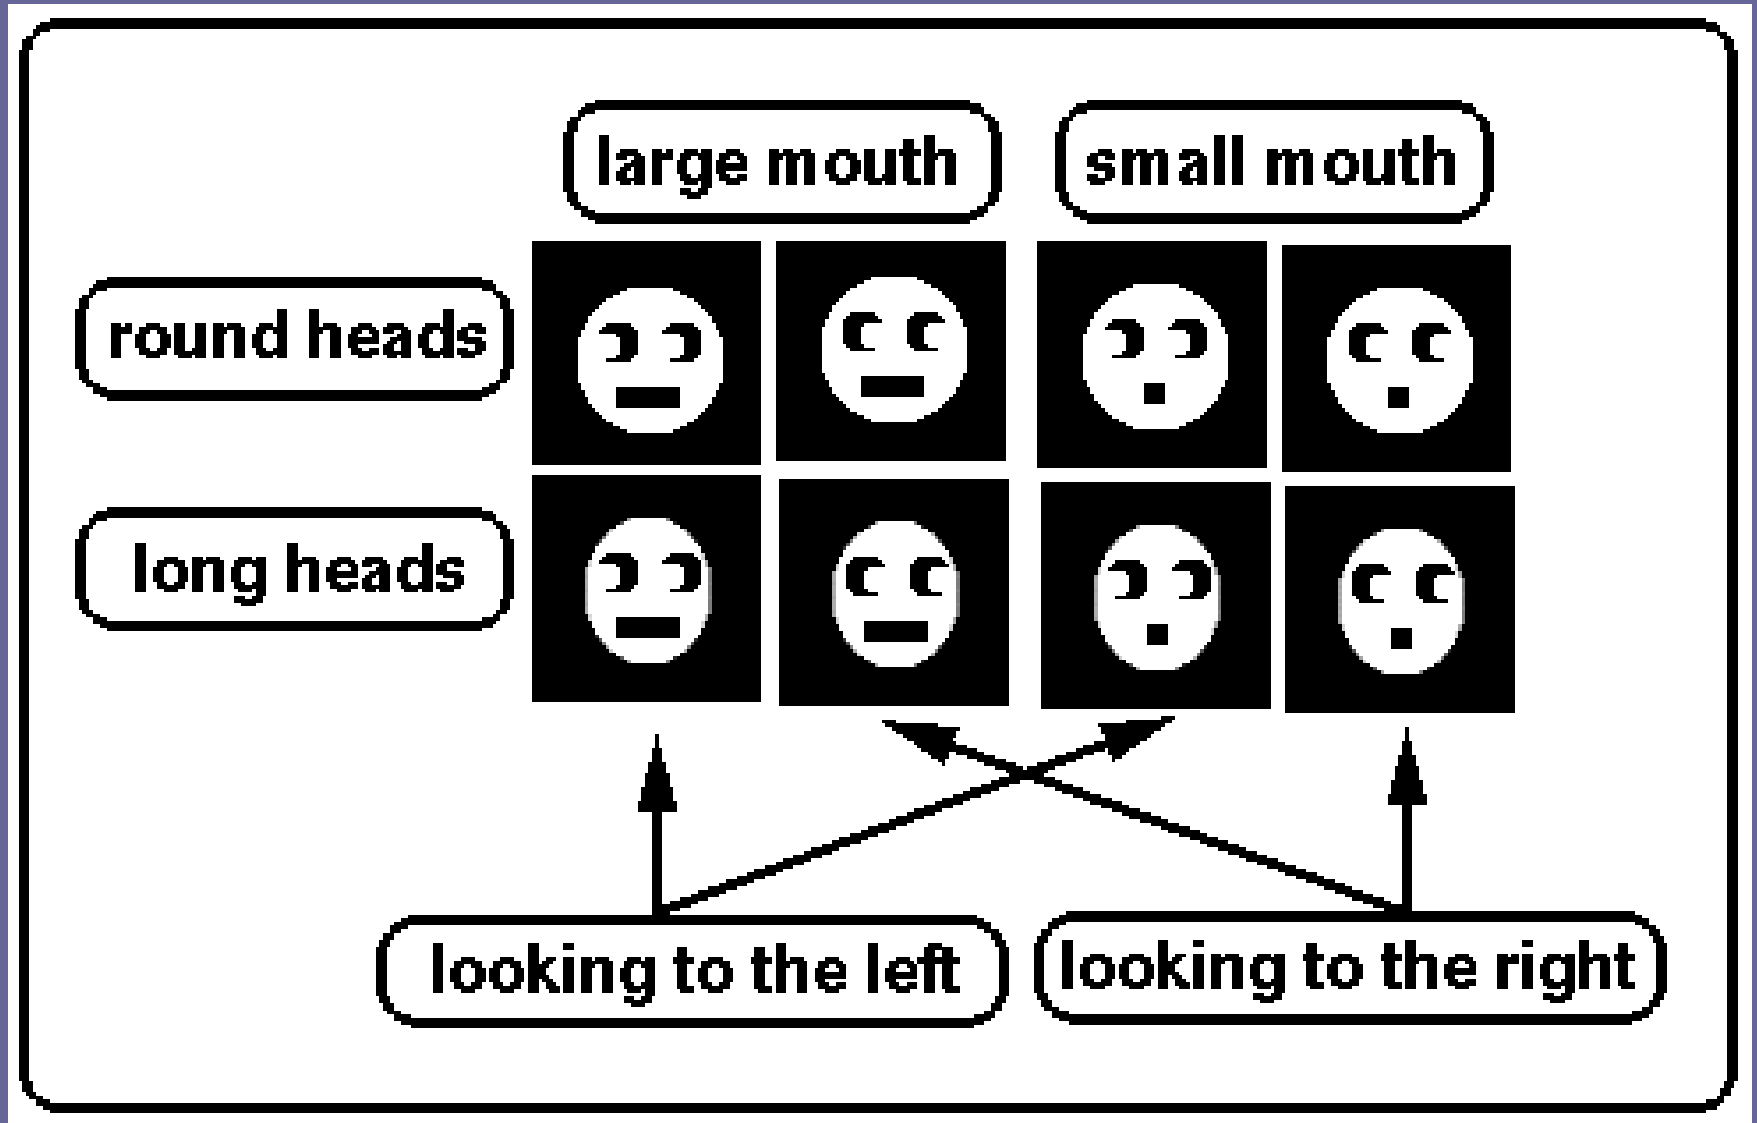 large mouth
small mouth
round heads
long heads
looking to the left
looking to the right